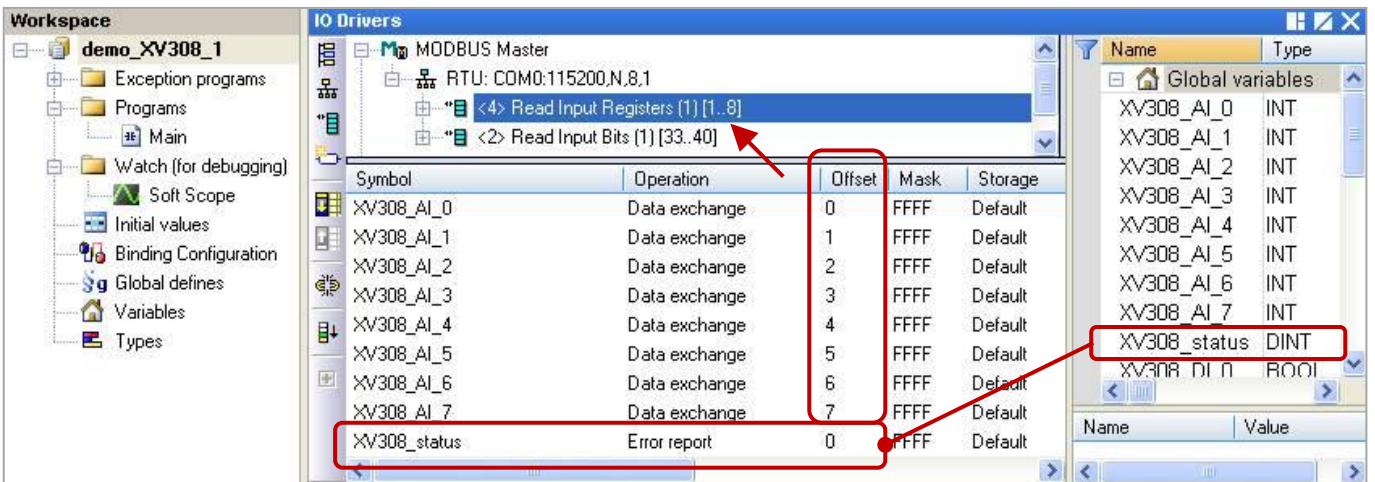 Workspace
demo_XV308_1
Exception programs
Programs
Main
Watch (for debugging)
Soft Scope
Initial values
Binding Configuration
Global defines
Variables
Types
IO Drivers
MODBUS Master
RTU: COM0:115200,N,8,1
<4> Read Input Registers (1) [1..8]
<2> Read Input Bits (1) [33..40]
Symbol Operation Offset Mask Storage
XV308_AI_0 Data exchange 0 FFFF Default
XV308_AI_1 Data exchange 1 FFFF Default
XV308_AI_2 Data exchange 2 FFFF Default
XV308_AI_3 Data exchange 3 FFFF Default
XV308_AI_4 Data exchange 4 FFFF Default
XV308_AI_5 Data exchange 5 FFFF Default
XV308_AI_6 Data exchange 6 FFFF Default
XV308_AI_7 Data exchange 7 FFFF Default
XV308_status Error report 0 FFFF Default
Name Type
Global variables
XV308_AI_0 INT
XV308_AI_1 INT
XV308_AI_2 INT
XV308_AI_3 INT
XV308_AI_4 INT
XV308_AI_5 INT
XV308_AI_6 INT
XV308_AI_7 INT
XV308_status DINT
XV308_DI_0 BOOL
Name Value